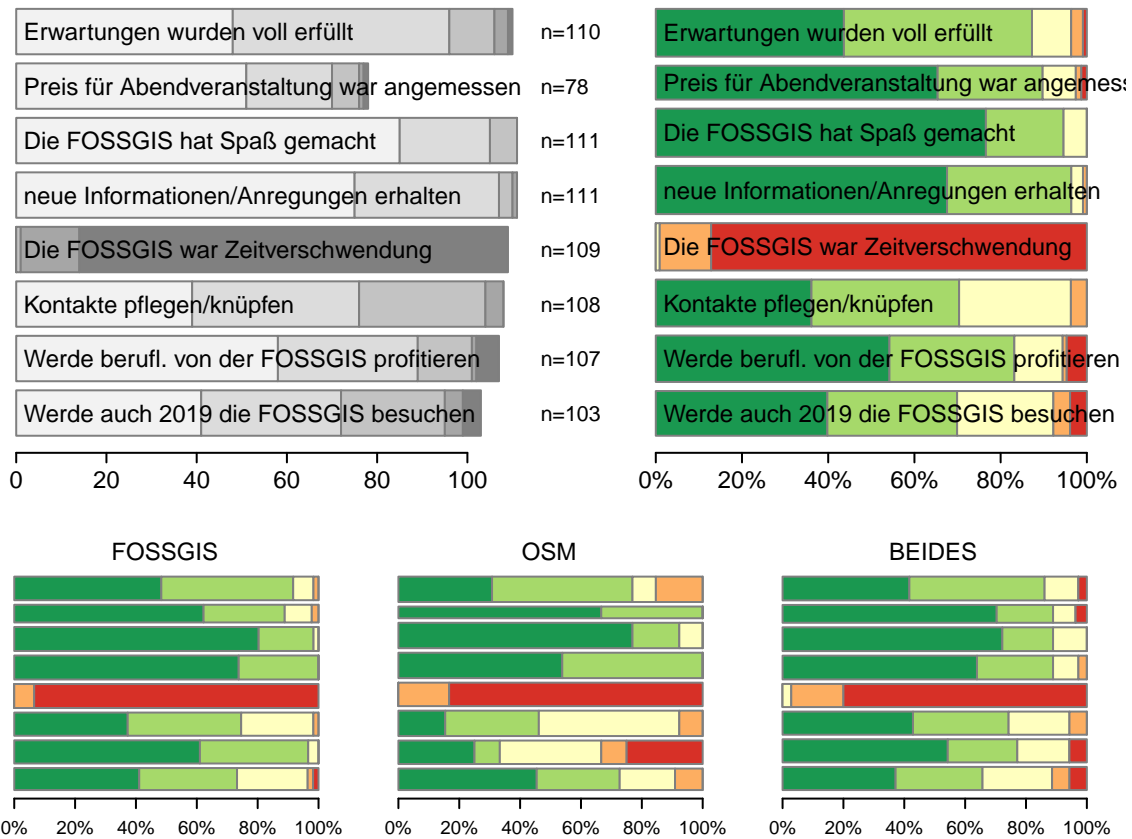 Erwartungen wurden voll erfüllt n=110
Preis für Abendveranstaltung war angemessen n=78
Die FOSSGIS hat Spaß gemacht n=111
neue Informationen/Anregungen erhalten n=111
Die FOSSGIS war Zeitverschwendung n=109
Kontakte pflegen/knüpfen n=108
Werde berufl. von der FOSSGIS profitieren n=107
Werde auch 2019 die FOSSGIS besuchen n=103
0 20 40 60 80 100
Erwartungen wurden voll erfüllt
Preis für Abendveranstaltung war angemess
Die FOSSGIS hat Spaß gemacht
neue Informationen/Anregungen erhalten
Die FOSSGIS war Zeitverschwendung
Kontakte pflegen/knüpfen
Werde berufl. von der FOSSGIS profitieren
Werde auch 2019 die FOSSGIS besuchen
0% 20% 40% 60% 80% 100%
FOSSGIS
0% 20% 40% 60% 80% 100%
OSM
0% 20% 40% 60% 80% 100%
BEIDES
0% 20% 40% 60% 80% 100%